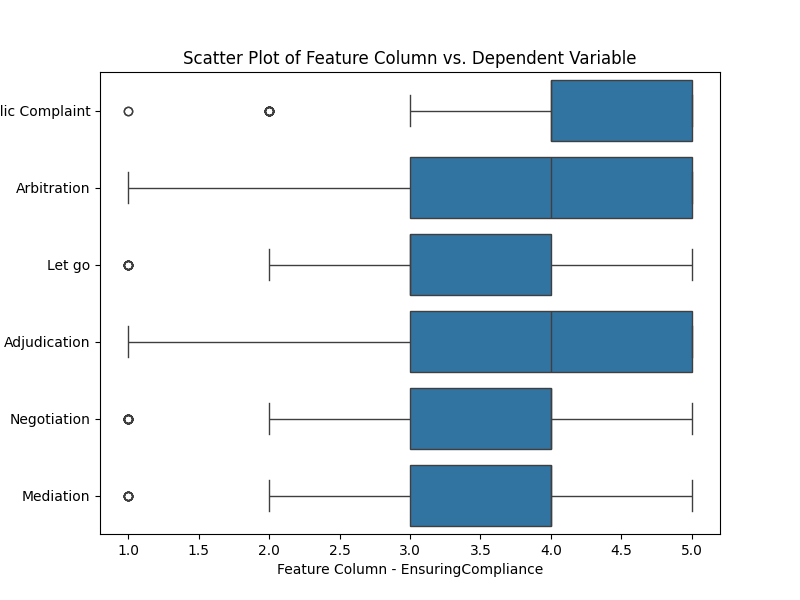 Scatter Plot of Feature Column vs. Dependent Variable
lic Complaint
Arbitration
Let go
Adjudication
Negotiation
Mediation
1.0 1.5 2.0 2.5 3.0 3.5 4.0 4.5 5.0
Feature Column - EnsuringCompliance